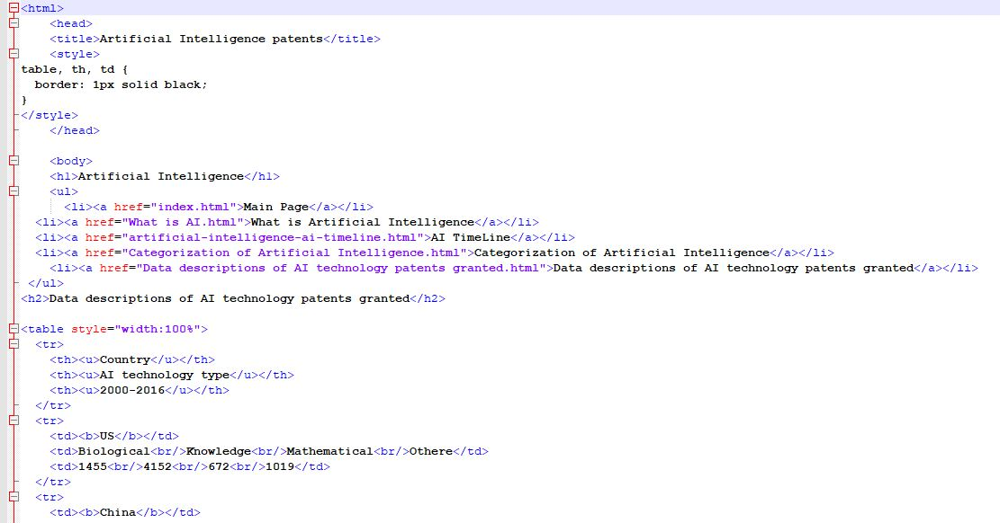 <html>
<head>
<title>Artificial Intelligence patents</title>
<style>
table, th, td {
border: 1px solid black;
}
</style>
</head>
<body>
<h1>Artificial Intelligence</h1>
<ul>
<li><a href="index.html">Main Page</a></li>
<li><a href="What is AI.html">What is Artificial Intelligence</a></li>
<li><a href="artificial-intelligence-ai-timeline.html">AI TimeLine</a></li>
<li><a href="Categorization of Artificial Intelligence.html">Categorization of Artificial Intelligence</a></li>
<li><a href="Data descriptions of AI technology patents granted.html">Data descriptions of AI technology patents granted</a></li>
</ul>
<h2>Data descriptions of AI technology patents granted</h2>
<table style="width:100%">
<tr>
<th><u>Country</u></th>
<th><u>AI technology type</u></th>
<th><u>2000-2016</u></th>
</tr>
<tr>
<td><b>US</b></td>
<td>Biological<br/>Knowledge<br/>Mathematical<br/>Othere</td>
<td>1455<br/>4152<br/>672<br/>1019</td>
</tr>
<tr>
<td><b>China</b></td>